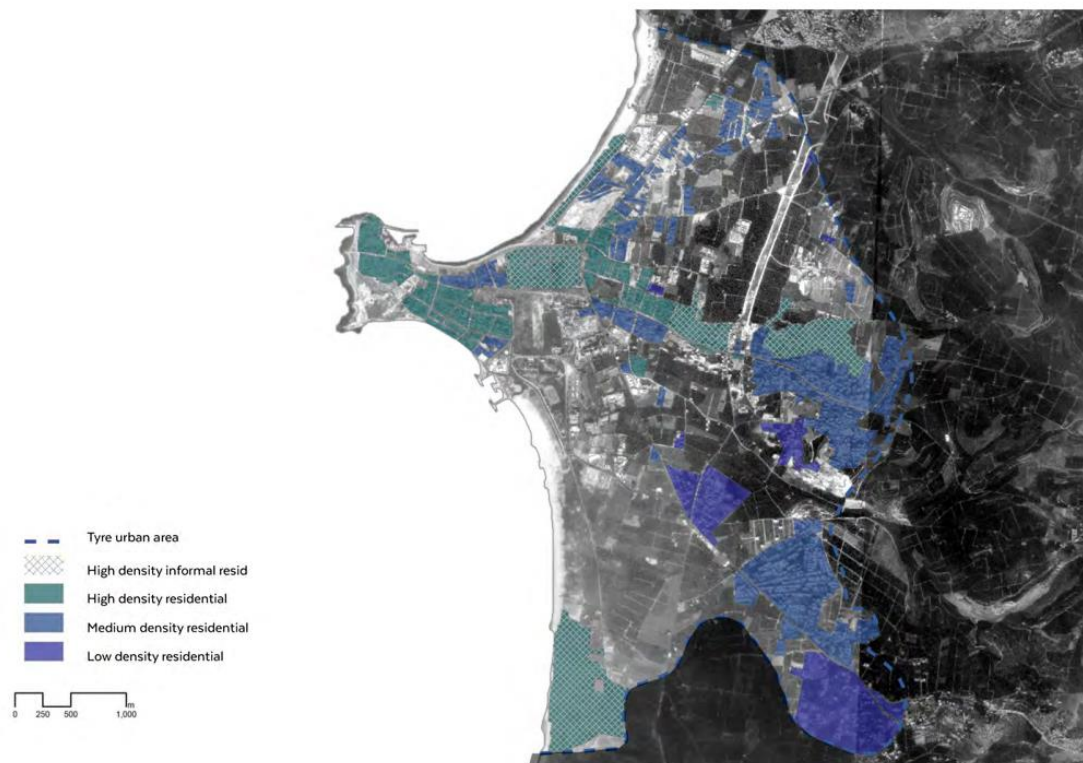 Tyre urban area
High density informal resid
High density residential
Medium density residential
Low density residential
m
0 250 500 1,000